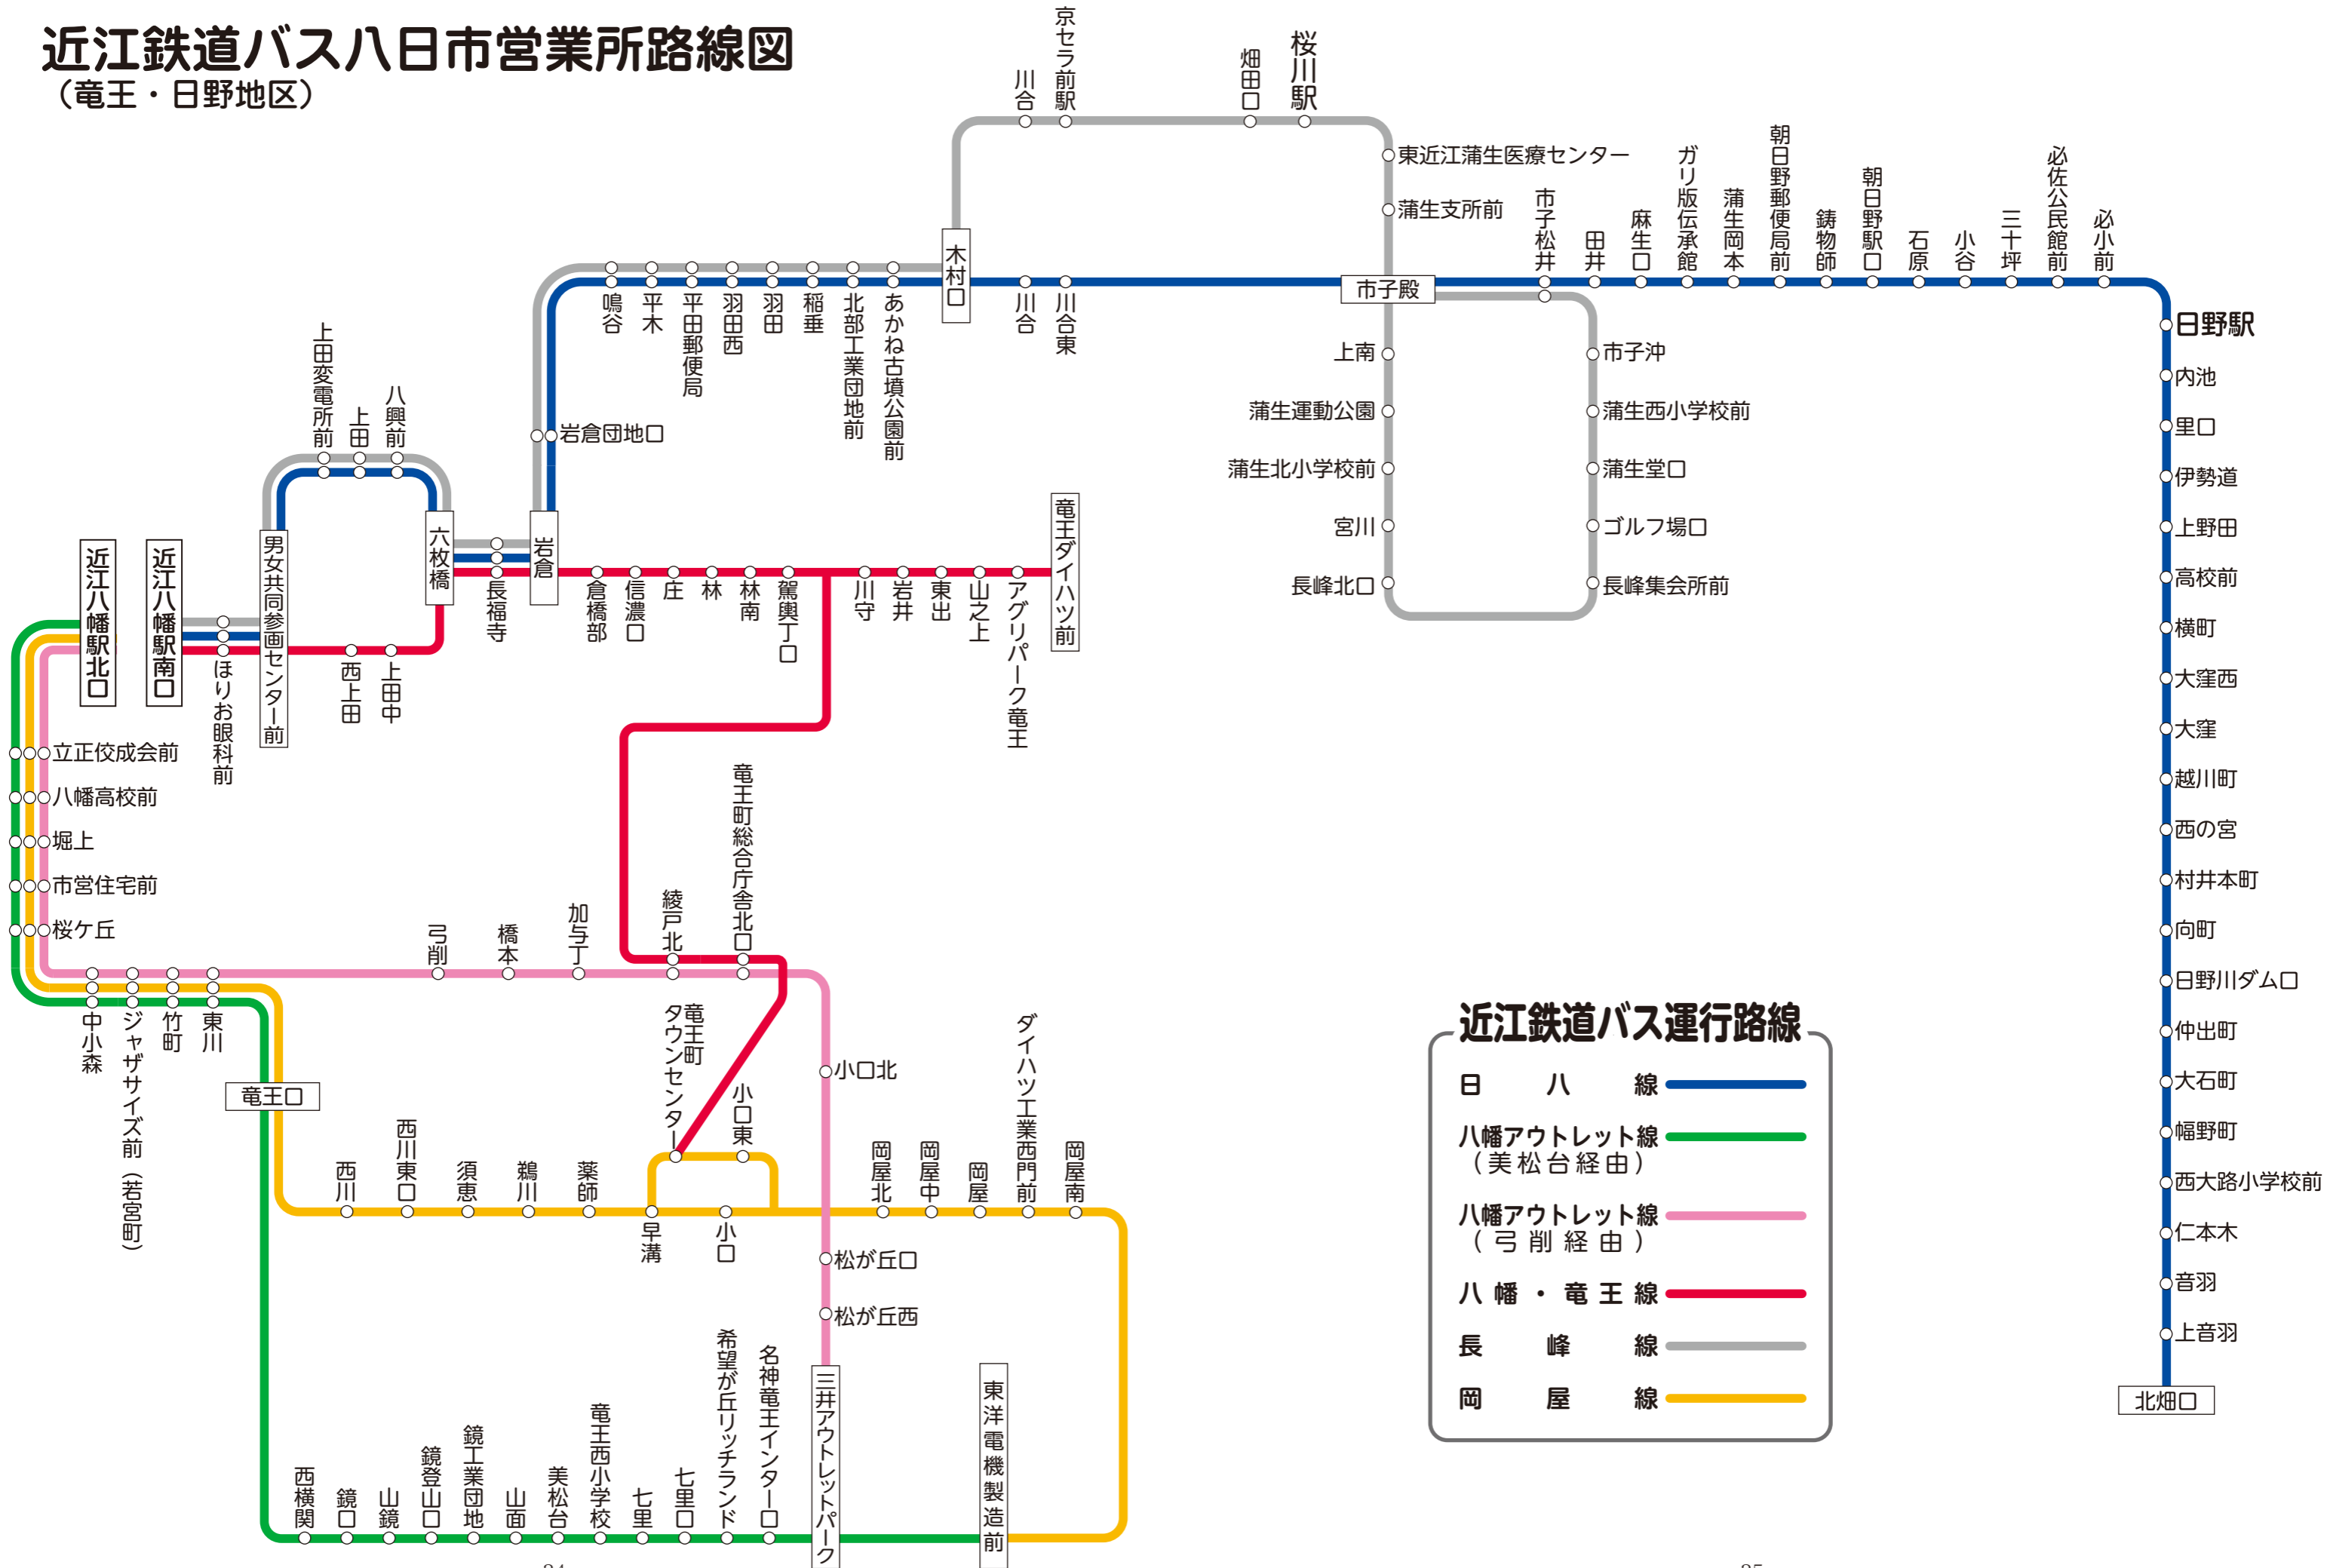 近江鉄道バス八日市営業所路線図
（竜王・日野地区）
川合
京セラ前駅
畑田口
桜川駅
東近江蒲生医療センター
蒲生支所前
市子松井
田井
麻生口
ガリ版伝承館
蒲生岡本
朝日野郵便局前
鋳物師
朝日野駅口
石原
小谷
三十坪
必佐公民館前
必小前
木村口
鳴谷
平木
平田郵便局
羽田西
羽田
稲垂
北部工業団地前
あかね古墳公園前
川合
川合東
市子殿
日野駅
内池
里口
伊勢道
上野田
高校前
横町
大窪西
大窪
越川町
西の宮
村井本町
向町
日野川ダム口
仲出町
大石町
幅野町
西大路小学校前
仁本木
音羽
上音羽
北畑口
上南
蒲生運動公園
蒲生北小学校前
宮川
長峰北口
市子沖
蒲生西小学校前
蒲生堂口
ゴルフ場口
長峰集会所前
上田変電所前
上田
八興前
岩倉団地口
近江八幡駅北口
近江八幡駅南口
ほりお眼科前
男女共同参画センター前
西上田
上田中
六枚橋
長福寺
岩倉
倉橋部
信濃口
庄
林
林南
駕輿丁口
川守
岩井
東出
山之上
アグリパーク竜王
竜王ダイハツ前
立正佼成会前
八幡高校前
堀上
市営住宅前
桜ケ丘
中小森
ジャザサイズ前（若宮町）
竹町
東川
弓削
橋本
加与丁
綾戸北
竜王町総合庁舎北口
竜王町
タウンセンター
小口東
小口北
竜王口
西川
西川東口
須恵
鵜川
薬師
早溝
小口
岡屋北
岡屋中
岡屋
ダイハツ工業西門前
岡屋南
松が丘口
松が丘西
西横関
鏡口
山鏡
鏡登山口
鏡工業団地
山面
美松台
竜王西小学校
七里
七里口
希望が丘リッチランド
名神竜王インター口
三井アウトレットパーク
東洋電機製造前
近江鉄道バス運行路線
日八線
八幡アウトレット線
（美松台経由）
八幡アウトレット線
（弓削経由）
八幡・竜王線
長峰線
岡屋線